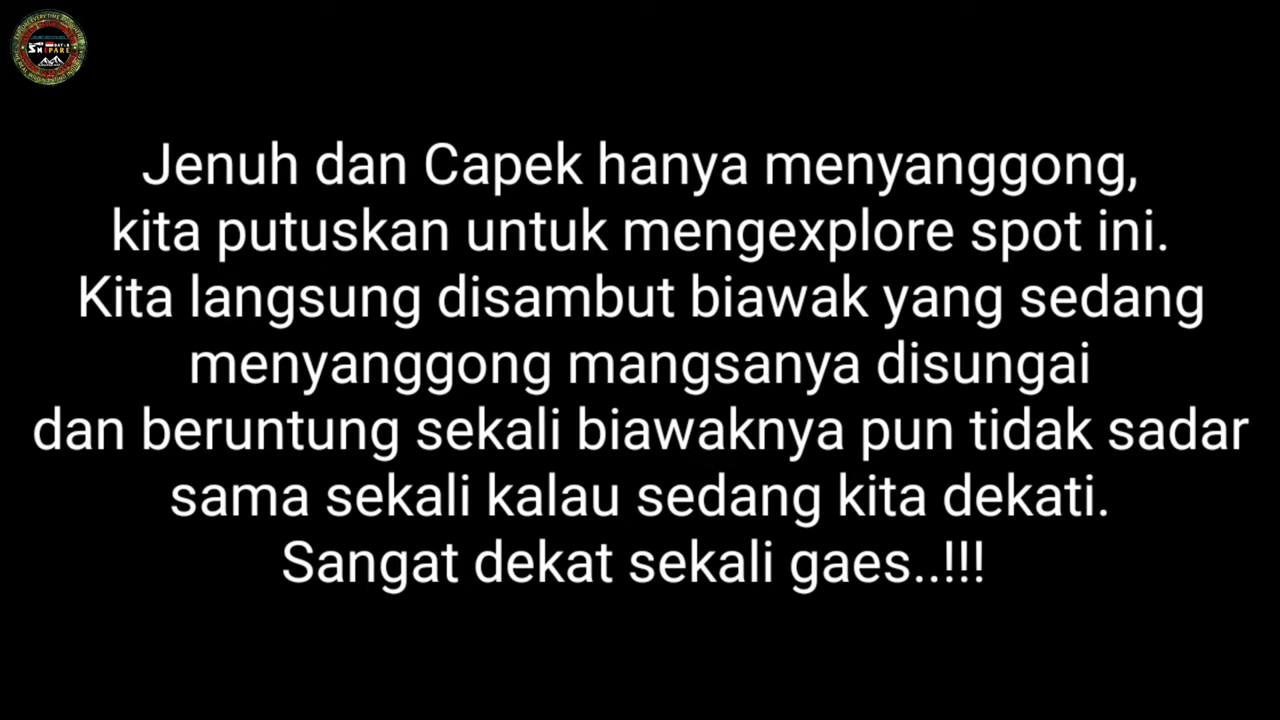 Jenuh dan Capek hanya menyanggong,
kita putuskan untuk mengexplore spot ini.
Kita langsung disambut biawak yang sedang
menyanggong mangsanya disungai
dan beruntung sekali biawaknya pun tidak sadar
sama sekali kalau sedang kita dekati.
Sangat dekat sekali gaes..!!!